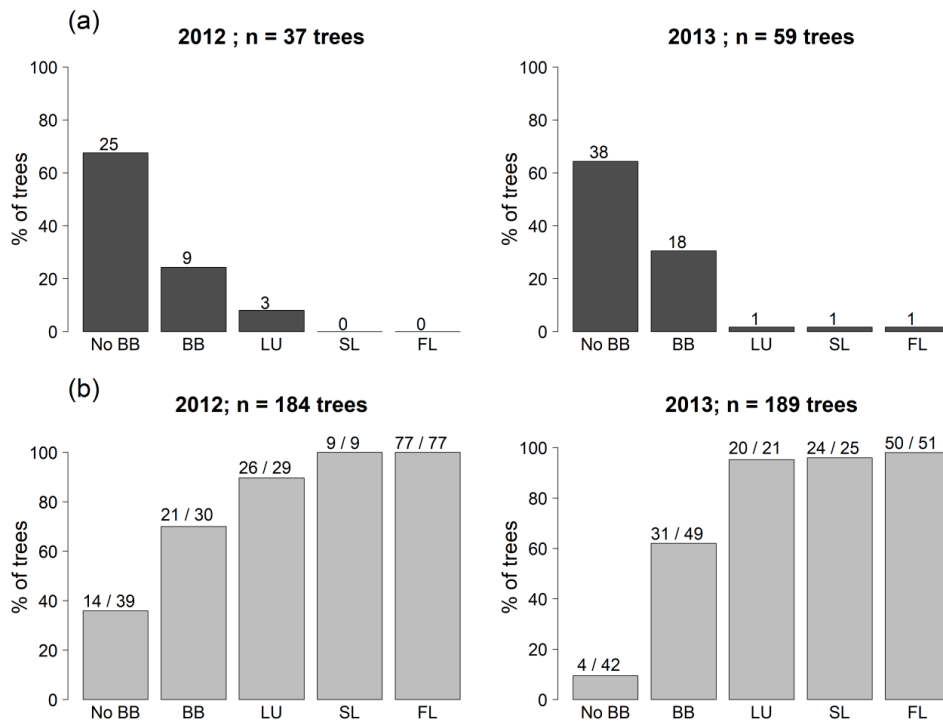 (a)
2012 ; n = 37 trees
% of trees
100
80
60
40
20
0
25
9
3
0
0
No BB BB LU SL FL
2013 ; n = 59 trees
% of trees
100
80
60
40
20
0
38
18
1
1
1
No BB BB LU SL FL
(b)
2012; n = 184 trees
% of trees
100
80
60
40
20
0
14 / 39
21 / 30
26 / 29
9 / 9
77 / 77
No BB BB LU SL FL
2013; n = 189 trees
% of trees
100
80
60
40
20
0
4 / 42
31 / 49
20 / 21
24 / 25
50 / 51
No BB BB LU SL FL